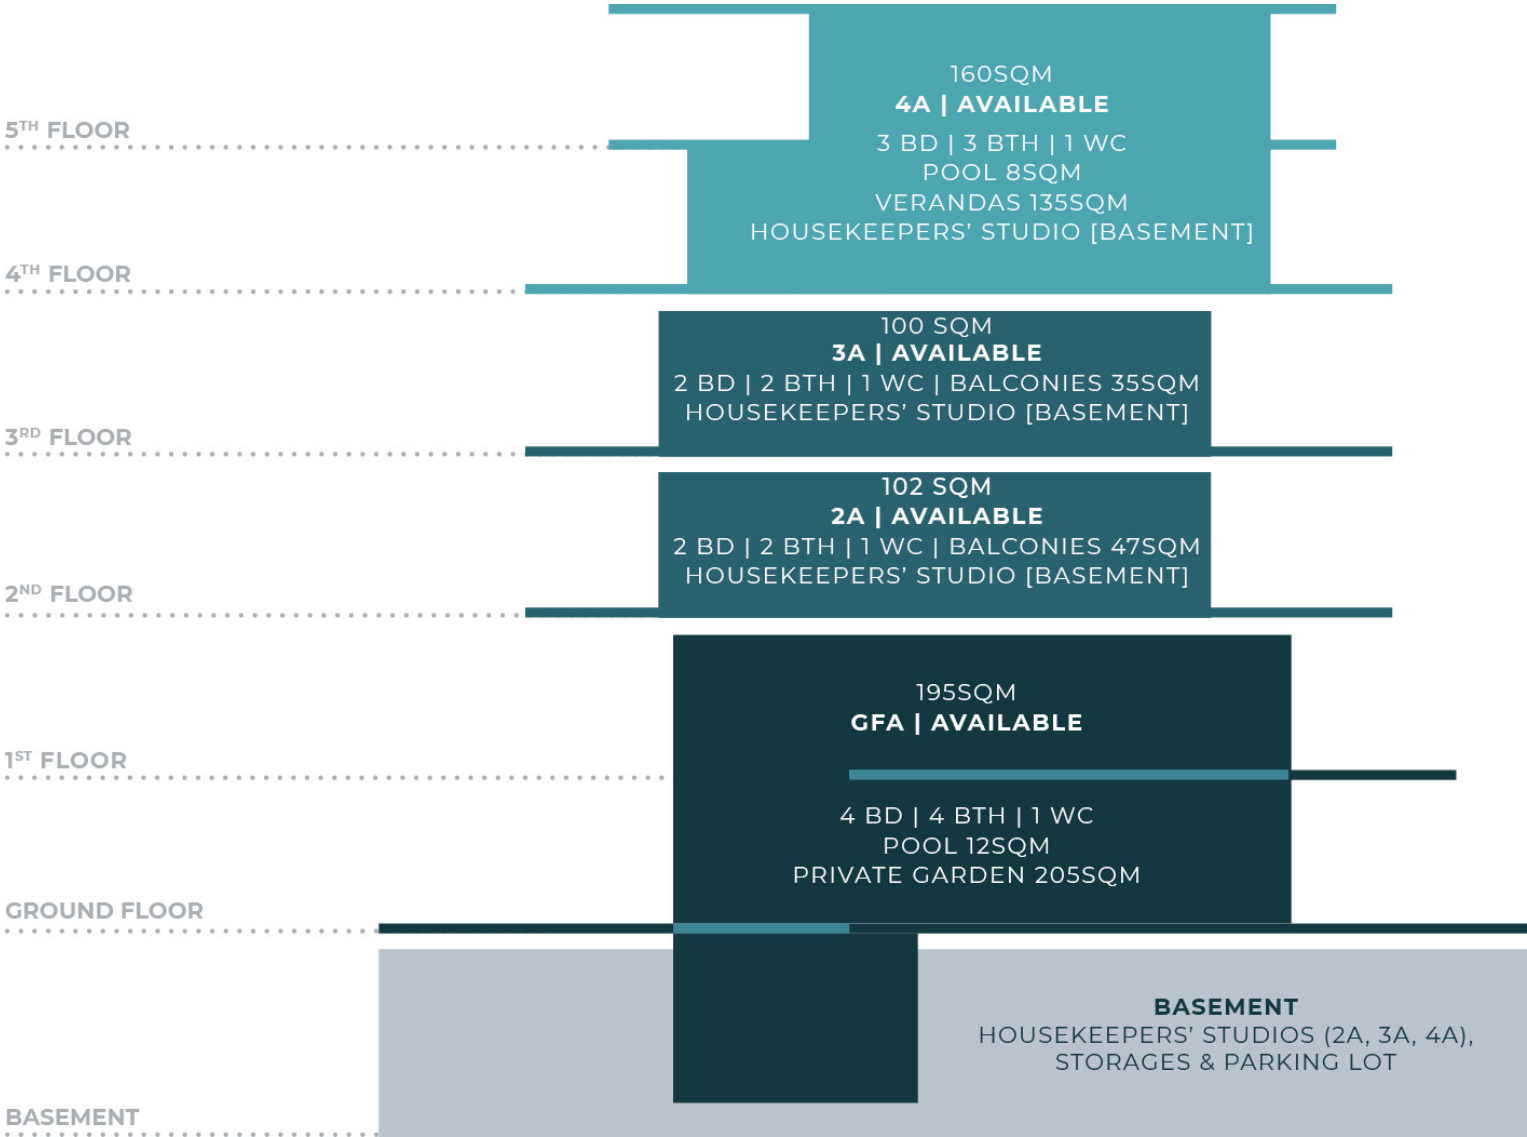 160SQM
4A | AVAILABLE
5TH FLOOR
3 BD | 3 BTH | 1 WC
POOL 8SQM
VERANDAS 135SQM
HOUSEKEEPERS’ STUDIO [BASEMENT]
4TH FLOOR
100 SQM
3A | AVAILABLE
2 BD | 2 BTH | 1 WC | BALCONIES 35SQM
HOUSEKEEPERS’ STUDIO [BASEMENT]
3RD FLOOR
102 SQM
2A | AVAILABLE
2 BD | 2 BTH | 1 WC | BALCONIES 47SQM
HOUSEKEEPERS’ STUDIO [BASEMENT]
2ND FLOOR
195SQM
GFA | AVAILABLE
1ST FLOOR
4 BD | 4 BTH | 1 WC
POOL 12SQM
PRIVATE GARDEN 205SQM
GROUND FLOOR
BASEMENT
HOUSEKEEPERS’ STUDIOS (2A, 3A, 4A),
STORAGES & PARKING LOT
BASEMENT